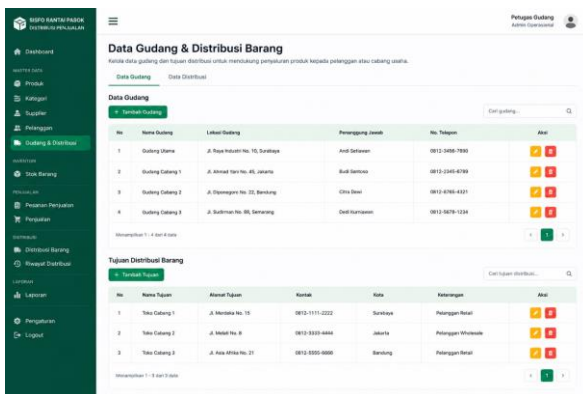 SISFO RANTAI PASOK
DISTRIBUSI PENJUALAN
Petugas Gudang
Admin Operasional
Dashboard
MASTER DATA
Produk
Kategori
Supplier
Pelanggan
Gudang & Distribusi
INVENTORI
Stok Barang
PENJUALAN
Pesanan Penjualan
Penjualan
DISTRIBUSI
Distribusi Barang
Riwayat Distribusi
LAPORAN
Laporan
Pengaturan
Logout
Data Gudang & Distribusi Barang
Kelola data gudang dan tujuan distribusi untuk mendukung penyaluran produk kepada pelanggan atau cabang usaha.
Data Gudang Data Distribusi
Data Gudang
+ Tambah Gudang Cari gudang...
No Nama Gudang Lokasi Gudang Penanggung Jawab No. Telepon Aksi
1 Gudang Utama Jl. Raya Industri No. 10, Surabaya Andi Setiawan 0812-3456-7890
2 Gudang Cabang 1 Jl. Ahmad Yani No. 45, Jakarta Budi Santoso 0812-2345-6789
3 Gudang Cabang 2 Jl. Diponegoro No. 22, Bandung Citra Dewi 0812-8765-4321
4 Gudang Cabang 3 Jl. Sudirman No. 88, Semarang Dedi Kurniawan 0812-5678-1234
Menampilkan 1 - 4 dari 4 data
1
Tujuan Distribusi Barang
+ Tambah Tujuan Cari tujuan distribusi...
No Nama Tujuan Alamat Tujuan Kontak Kota Keterangan Aksi
1 Toko Cabang 1 Jl. Merdeka No. 15 0812-1111-2222 Surabaya Pelanggan Retail
2 Toko Cabang 2 Jl. Melati No. 8 0812-3333-4444 Jakarta Pelanggan Wholesale
3 Toko Cabang 3 Jl. Asia Afrika No. 21 0812-5555-6666 Bandung Pelanggan Retail
Menampilkan 1 - 3 dari 3 data
1